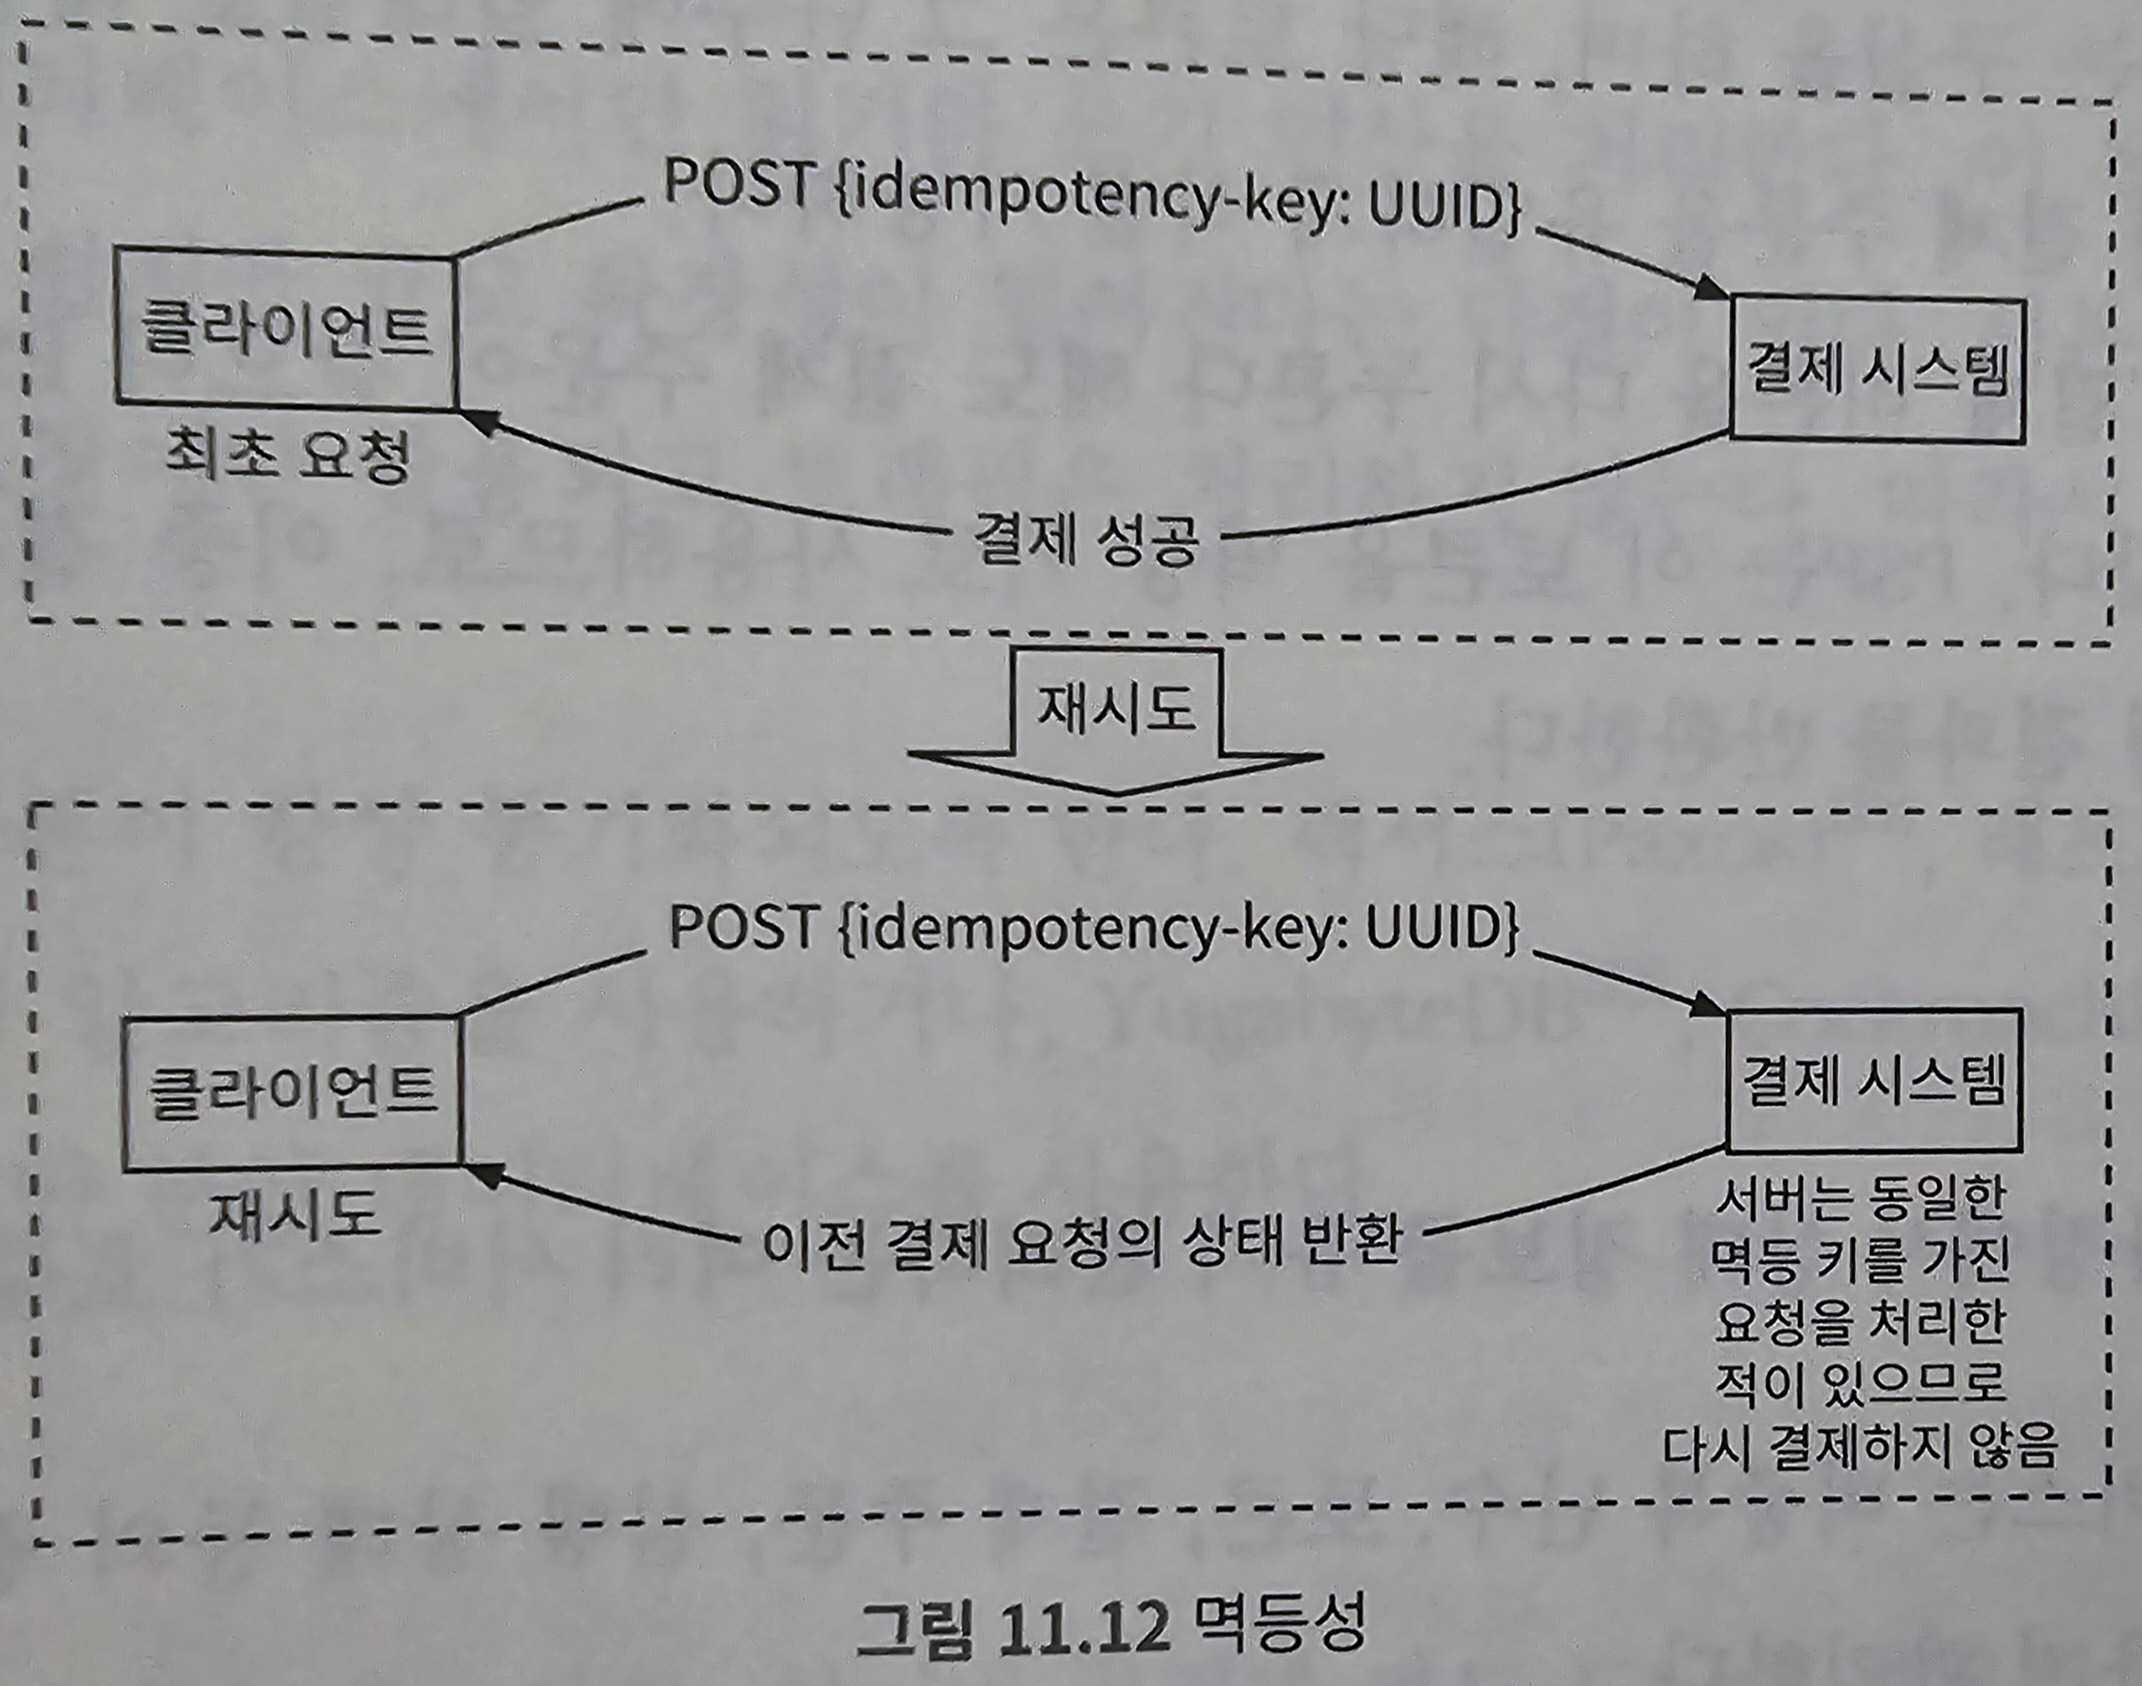 POST {idempotency-key: UUID}
클라이언트
결제 시스템
최초 요청
결제 성공
재시도
POST {idempotency-key: UUID}
클라이언트
결제 시스템
재시도
이전 결제 요청의 상태 반환
서버는 동일한
멱등 키를 가진
요청을 처리한
적이 있으므로
다시 결제하지 않음
그림 11.12 멱등성